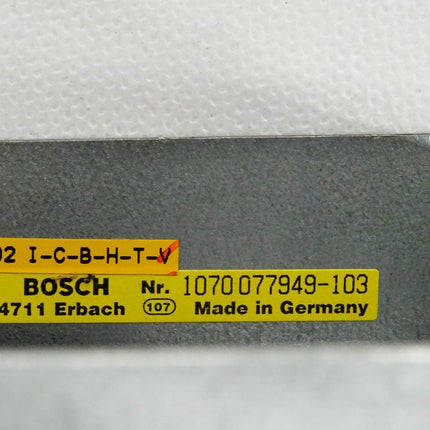 02 I-C-B-H-T-V
BOSCH Nr. 1070 077949-103
4711 Erbach 107 Made in Germany